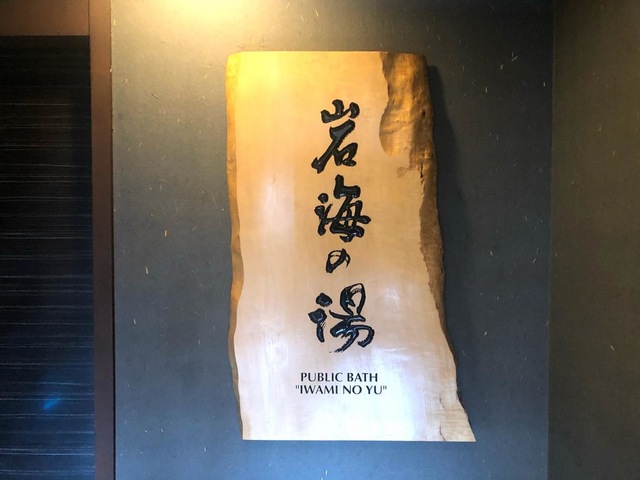 岩海の湯
PUBLIC BATH
"IWAMI NO YU"